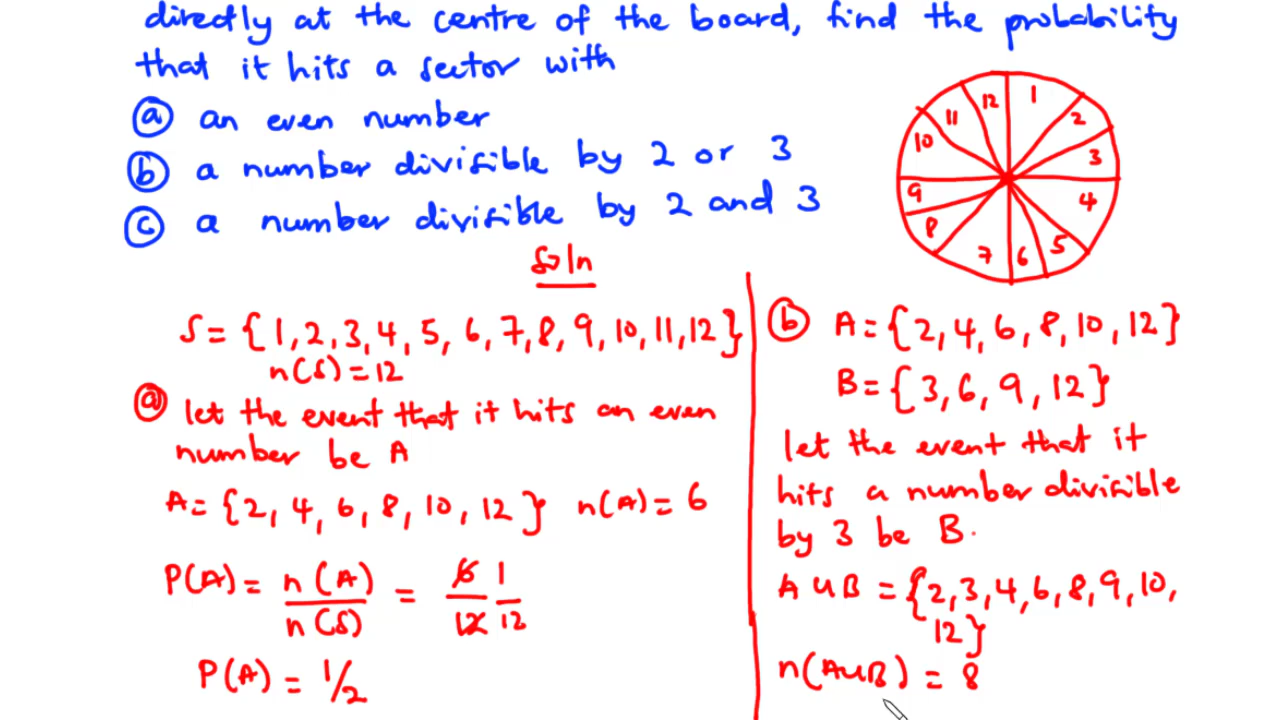 directly at the centre of the board, find the probability
that it hits a sector with
(a) an even number
(b) a number divisible by 2 or 3
(c) a number divisible by 2 and 3
12 1
11 2
10 3
9 4
8 7 6 5
Soln
S = {1, 2, 3, 4, 5, 6, 7, 8, 9, 10, 11, 12}
n(S) = 12
(a) let the event that it hits an even
number be A
A = {2, 4, 6, 8, 10, 12} n(A) = 6
P(A) = n(A)/n(S) = 6/12 1/12
P(A) = 1/2
(b) A = {2, 4, 6, 8, 10, 12}
B = {3, 6, 9, 12}
let the event that it
hits a number divisible
by 3 be B.
A U B = {2, 3, 4, 6, 8, 9, 10,
12}
n(AUB) = 8